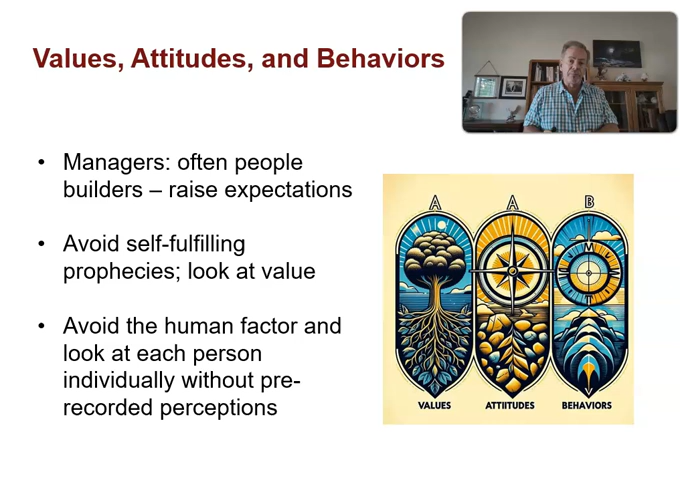 Values, Attitudes, and Behaviors
• Managers: often people
builders – raise expectations
• Avoid self-fulfilling
prophecies; look at value
• Avoid the human factor and
look at each person
individually without pre-
recorded perceptions
A A B
VALUES ATTIITUDES BEHAVIORS